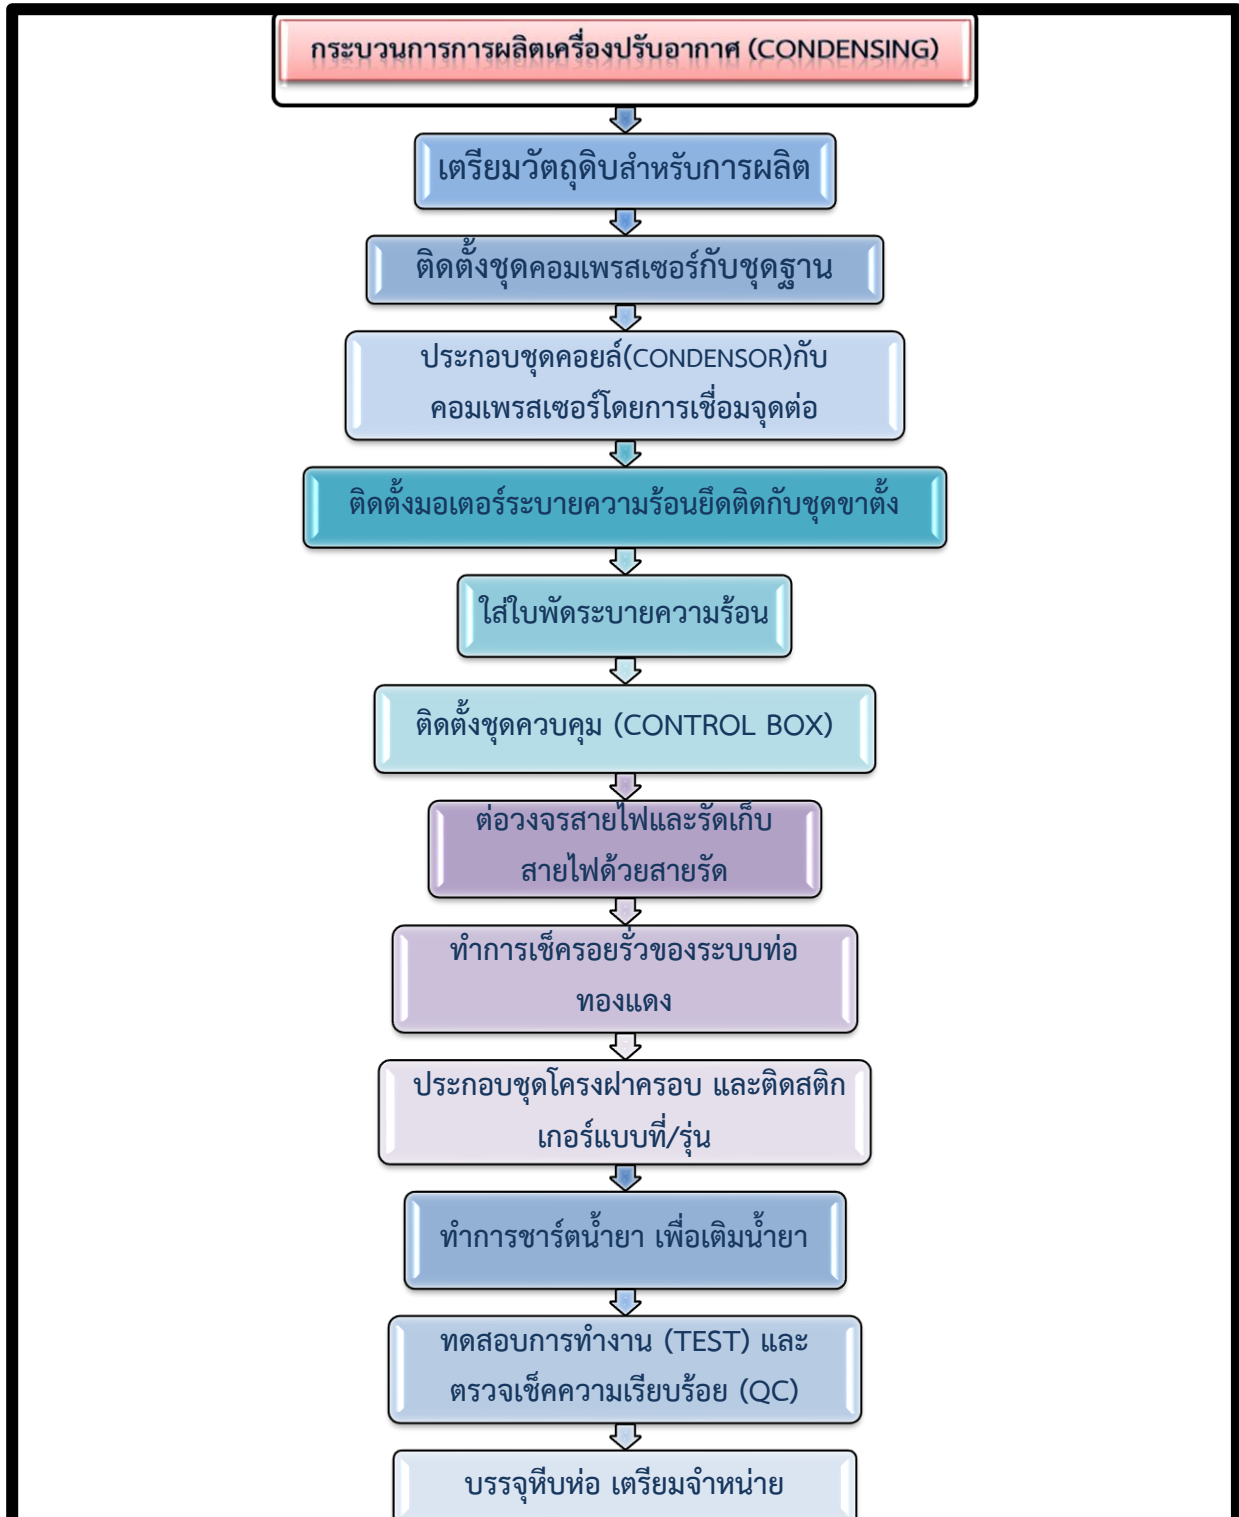 กระบวนการการผลิตเครื่องปรับอากาศ (CONDENSING)
เตรียมวัตถุดิบสำหรับการผลิต
ติดตั้งชุดคอมเพรสเซอร์กับชุดฐาน
ประกอบชุดคอยล์(CONDENSOR)กับ
คอมเพรสเซอร์โดยการเชื่อมจุดต่อ
ติดตั้งมอเตอร์ระบายความร้อนยึดติดกับชุดขาตั้ง
ใส่ใบพัดระบายความร้อน
ติดตั้งชุดควบคุม (CONTROL BOX)
ต่อวงจรสายไฟและรัดเก็บ
สายไฟด้วยสายรัด
ทำการเช็ครอยรั่วของระบบท่อ
ทองแดง
ประกอบชุดโครงฝาครอบ และติดสติก
เกอร์แบบที่/รุ่น
ทำการชาร์ตน้ำยา เพื่อเติมน้ำยา
ทดสอบการทำงาน (TEST) และ
ตรวจเช็คความเรียบร้อย (QC)
บรรจุหีบห่อ เตรียมจำหน่าย